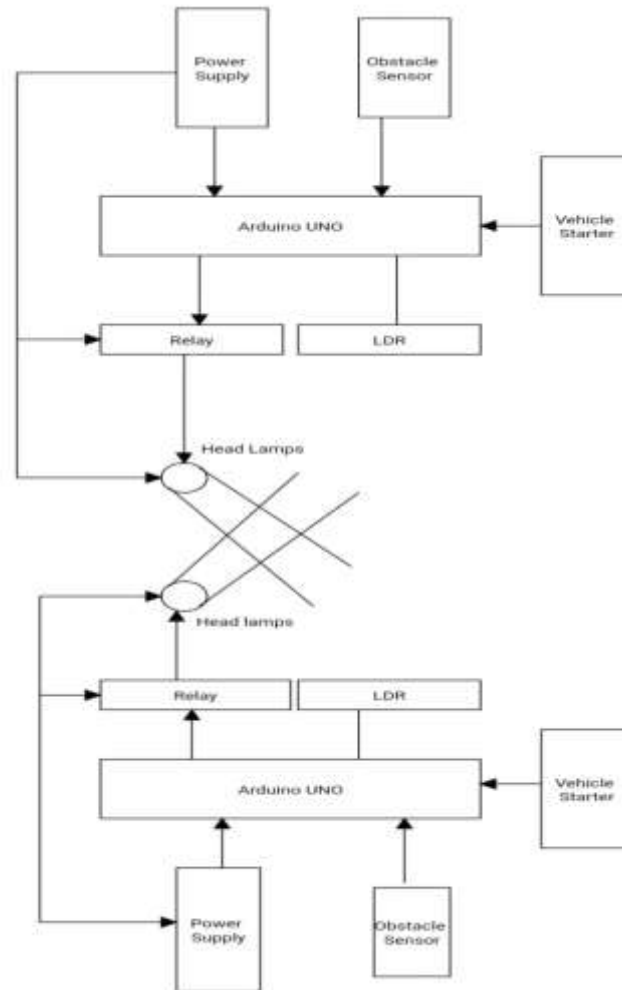 Power
Supply
Obstacle
Sensor
Arduino UNO
Vehicle
Starter
Relay
LDR
Head Lamps
Head lamps
Relay
LDR
Arduino UNO
Vehicle
Starter
Power
Supply
Obstacle
Sensor